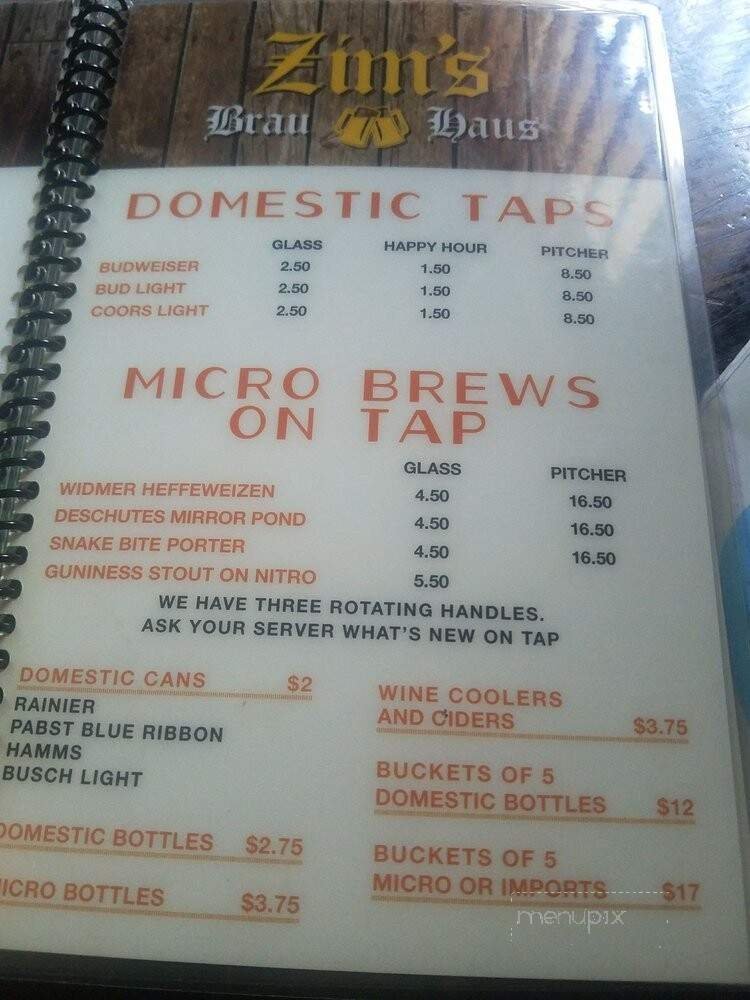 Zim's
Brau Haus
DOMESTIC TAPS
GLASS HAPPY HOUR PITCHER
BUDWEISER 2.50 1.50 8.50
BUD LIGHT 2.50 1.50 8.50
COORS LIGHT 2.50 1.50 8.50
MICRO BREWS
ON TAP
GLASS PITCHER
WIDMER HEFFEWEIZEN 4.50 16.50
DESCHUTES MIRROR POND 4.50 16.50
SNAKE BITE PORTER 4.50 16.50
GUNINESS STOUT ON NITRO 5.50
WE HAVE THREE ROTATING HANDLES.
ASK YOUR SERVER WHAT'S NEW ON TAP
DOMESTIC CANS $2
RAINIER
PABST BLUE RIBBON
HAMMS
BUSCH LIGHT
DOMESTIC BOTTLES $2.75
MICRO BOTTLES $3.75
WINE COOLERS
AND CIDERS $3.75
BUCKETS OF 5
DOMESTIC BOTTLES $12
BUCKETS OF 5
MICRO OR IMPORTS $17
menupix